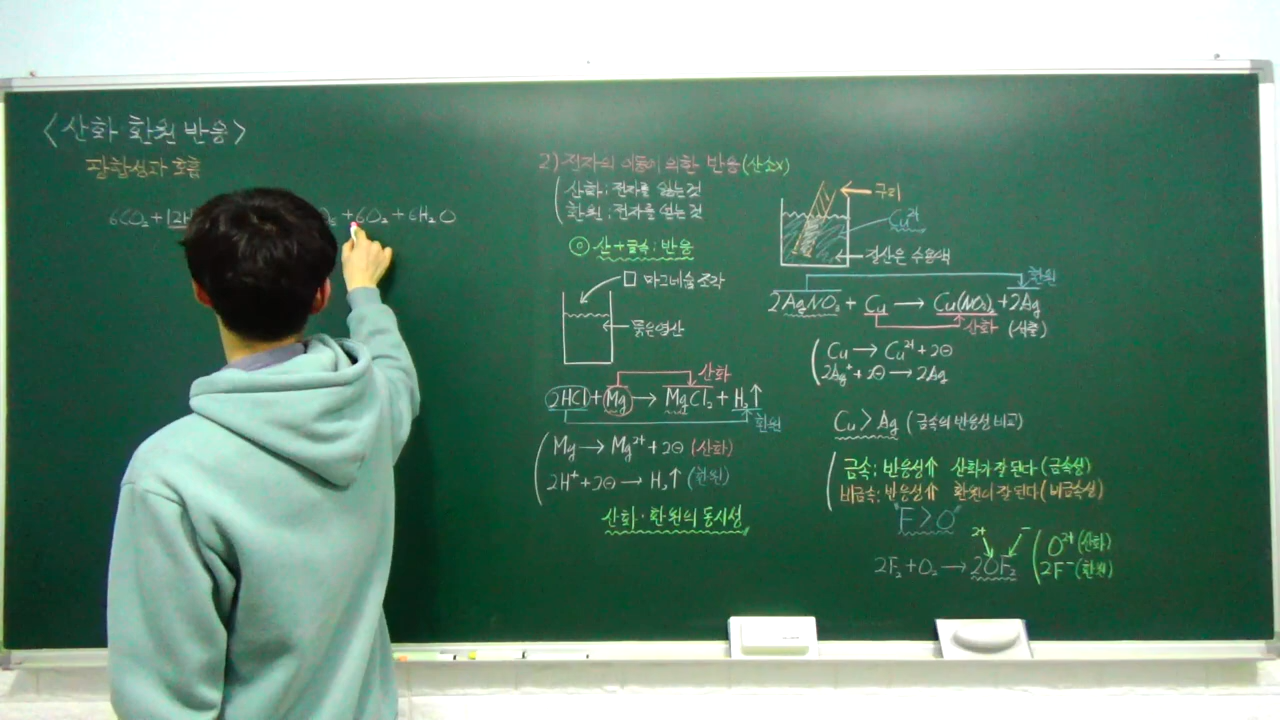 <산화 환원 반응>
광합성과 호흡
6CO₂+12H
+6O₂+6H₂O
2) 전자의 이동에 의한 반응(산소x)
산화; 전자를 잃는 것
환원; 전자를 얻는 것
◎ 산+금속; 반응
마그네슘 조각
묽은염산
산화
2HCl+Mg→MgCl₂+H₂↑
환원
Mg→Mg²⁺+2⊖(산화)
2H⁺+2⊖→H₂↑(환원)
산화·환원의 동시성
구리
Cu²⁺
질산은 수용액
환원
2AgNO₃+Cu→Cu(NO₃)₂+2Ag
산화 (석출)
Cu→Cu²⁺+2⊖
2Ag⁺+2⊖→2Ag
Cu>Ag (금속의 반응성 비교)
금속; 반응성⇑ 산화가 잘 된다(금속성)
비금속; 반응성⇑ 환원이 잘 된다(비금속성)
"F>O"
2+ −
2F₂+O₂→2OF₂
O²⁺(산화)
2F⁻(환원)